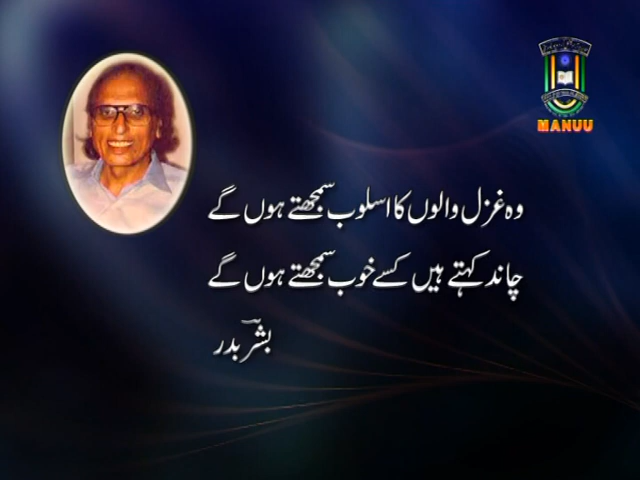 MANUU
وہ غزل والوں کا اسلوب سمجھتے ہوں گے
چاند کہتے ہیں کسے خوب سمجھتے ہوں گے
بشیر بدر